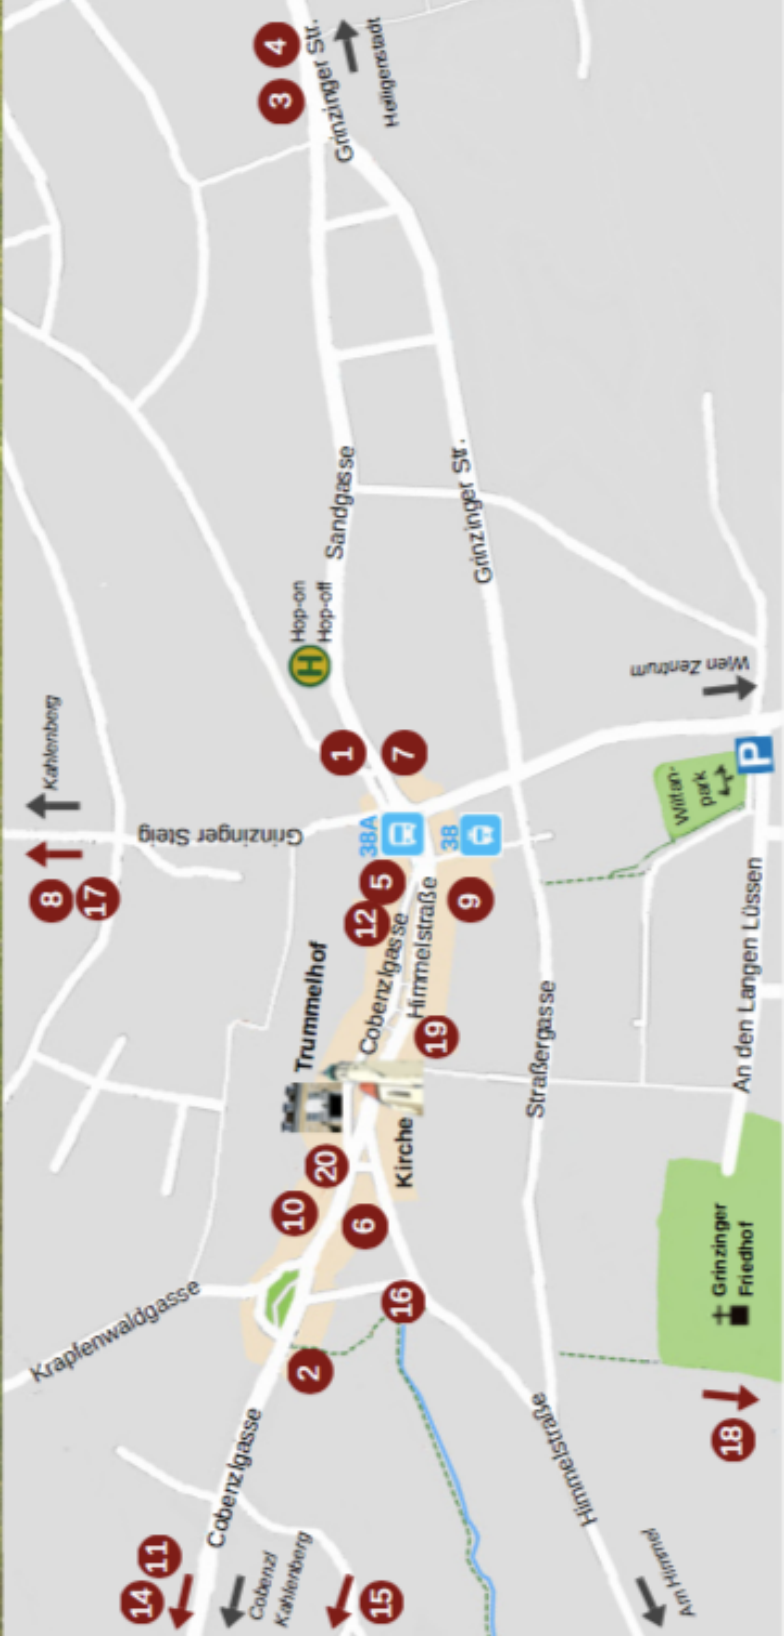 14
11
Cobenzl
Kahlenberg
15
Cobenzlgasse
Krapfenwaldgasse
2
16
Himmelstraße
Am Himmel
18
Grinzinger
Friedhof
10
20
6
Kirche
Trummelhof
19
Cobenzlgasse
Himmelstraße
12
5
9
Straßergasse
An den Langen Lüssen
8
17
Kahlenberg
Grinzinger Steig
38A
38
1
7
H
Hop-on
Hop-off
Sandgasse
Grinzinger Str.
P
Wien Zentrum
3
4
Grinzinger Str.
Heiligenstadt